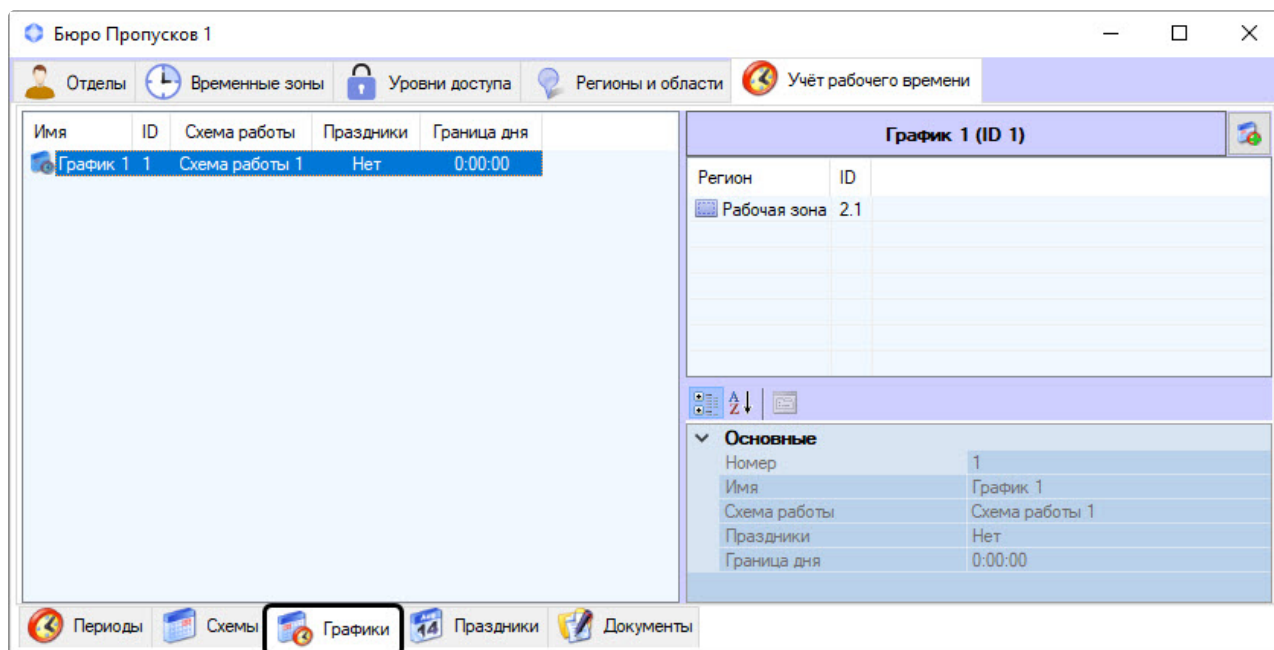 Бюро Пропусков 1
Отделы Временные зоны Уровни доступа Регионы и области Учёт рабочего времени
Имя ID Схема работы Праздники Граница дня
График 1 1 Схема работы 1 Нет 0:00:00
График 1 (ID 1)
Регион ID
Рабочая зона 2.1
Основные
Номер 1
Имя График 1
Схема работы Схема работы 1
Праздники Нет
Граница дня 0:00:00
Периоды Схемы Графики Праздники Документы